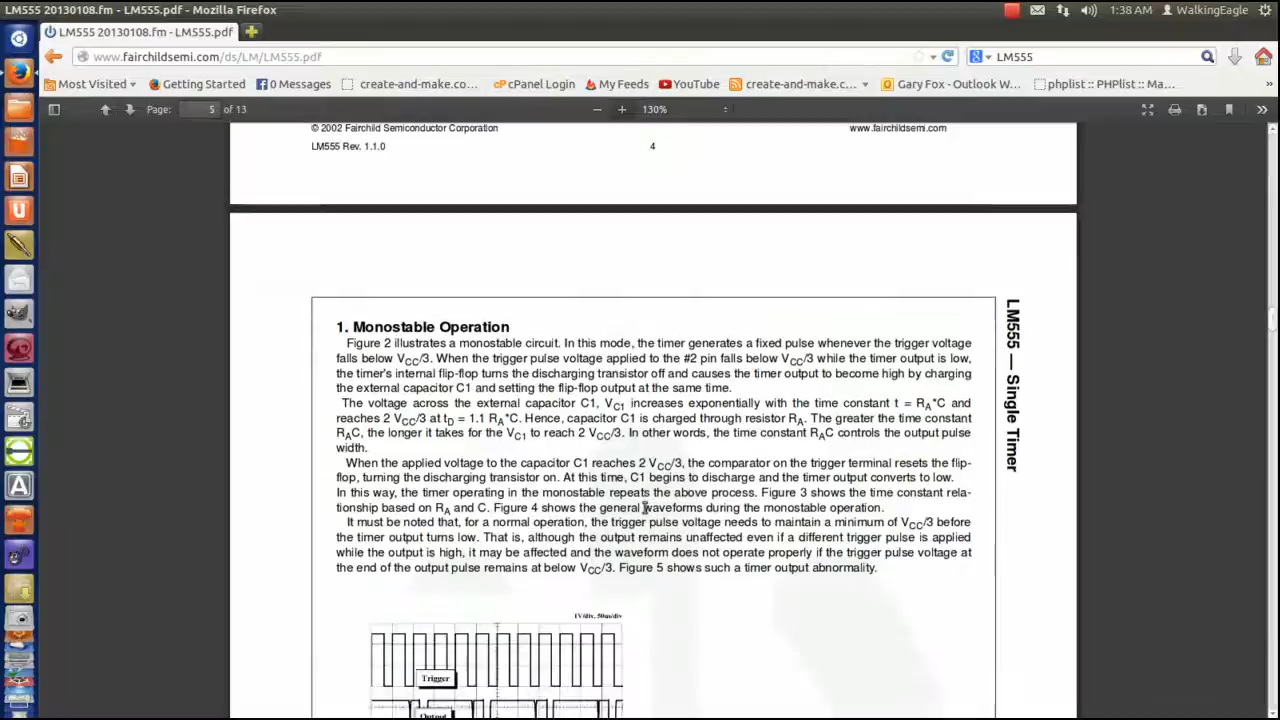 LM555 20130108.fm - LM555.pdf - Mozilla Firefox
1:38 AM WalkingEagle
LM555 20130108.fm - LM555.pdf
www.fairchildsemi.com/ds/LM/LM555.pdf
LM555
Most Visited Getting Started 0 Messages create-and-make.co... cPanel Login My Feeds YouTube create-and-make.c... Gary Fox - Outlook W... phplist :: PHPlist :: Ma... »
Page: 5 of 13 130%
© 2002 Fairchild Semiconductor Corporation www.fairchildsemi.com
LM555 Rev. 1.1.0 4
LM555 — Single Timer
1. Monostable Operation
Figure 2 illustrates a monostable circuit. In this mode, the timer generates a fixed pulse whenever the trigger voltage
falls below VCC/3. When the trigger pulse voltage applied to the #2 pin falls below VCC/3 while the timer output is low,
the timer's internal flip-flop turns the discharging transistor off and causes the timer output to become high by charging
the external capacitor C1 and setting the flip-flop output at the same time.
The voltage across the external capacitor C1, VC1 increases exponentially with the time constant t = RA*C and
reaches 2 VCC/3 at tD = 1.1 RA*C. Hence, capacitor C1 is charged through resistor RA. The greater the time constant
RAC, the longer it takes for the VC1 to reach 2 VCC/3. In other words, the time constant RAC controls the output pulse
width.
When the applied voltage to the capacitor C1 reaches 2 VCC/3, the comparator on the trigger terminal resets the flip-
flop, turning the discharging transistor on. At this time, C1 begins to discharge and the timer output converts to low.
In this way, the timer operating in the monostable repeats the above process. Figure 3 shows the time constant rela-
tionship based on RA and C. Figure 4 shows the general waveforms during the monostable operation.
It must be noted that, for a normal operation, the trigger pulse voltage needs to maintain a minimum of VCC/3 before
the timer output turns low. That is, although the output remains unaffected even if a different trigger pulse is applied
while the output is high, it may be affected and the waveform does not operate properly if the trigger pulse voltage at
the end of the output pulse remains at below VCC/3. Figure 5 shows such a timer output abnormality.
Trigger
Output